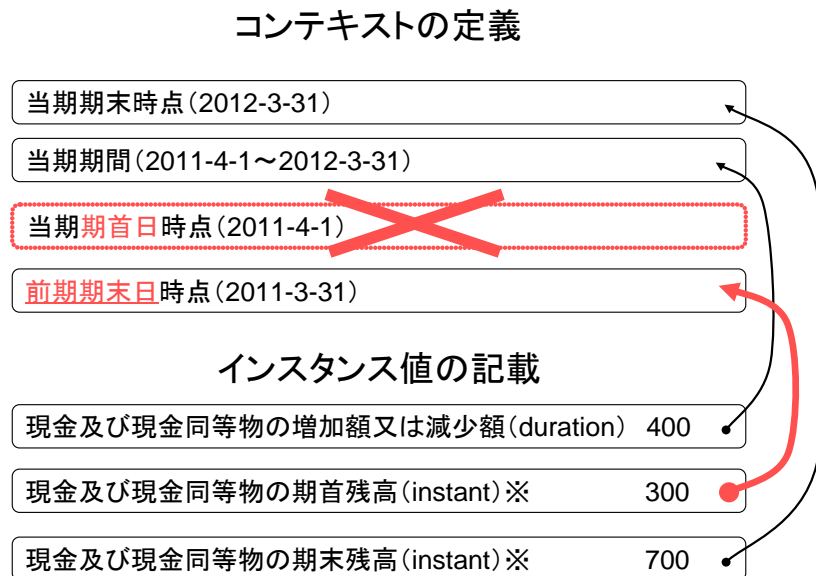 コンテキストの定義
当期期末時点(2012-3-31)
当期期間(2011-4-1～2012-3-31)
当期期首日時点(2011-4-1)
前期期末日時点(2011-3-31)
インスタンス値の記載
現金及び現金同等物の増加額又は減少額(duration) 400
現金及び現金同等物の期首残高(instant)※ 300
現金及び現金同等物の期末残高(instant)※ 700